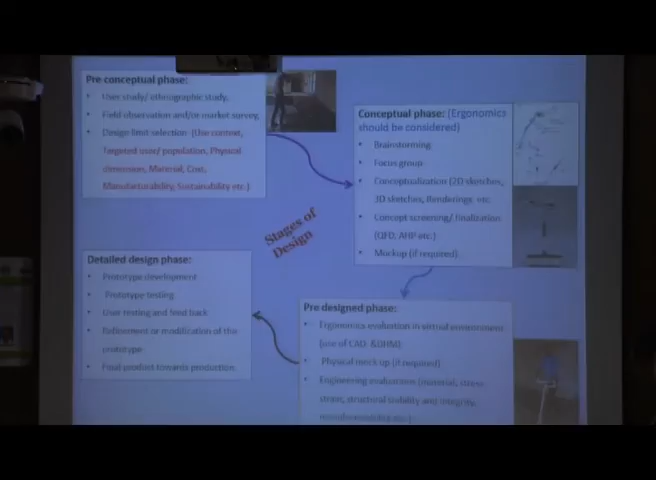 Pre conceptual phase:
• User study/ ethnographic study,
• Field observation and/or market survey,
• Design limit selection (Use context,
Targeted user/ population, Physical
dimension, Material, Cost,
Manufacturability, Sustainability etc.)
Conceptual phase: (Ergonomics
should be considered)
• Brainstorming
• Focus group
• Conceptualization (2D sketches,
3D sketches, Renderings, etc.
• Concept screening/ finalization
(QFD, AHP etc.)
• Mockup (if required)
Stages of
Design
Pre designed phase:
• Ergonomics evaluation in virtual environment
(use of CAD &DHM)
• Physical mock up (if required)
• Engineering evaluation (material, stress
strain, structural stability and integrity,
manufacturability etc.)
Detailed design phase:
• Prototype development
• Prototype testing
• User testing and feed back
• Refinement or modification of the
prototype
• Final product towards production